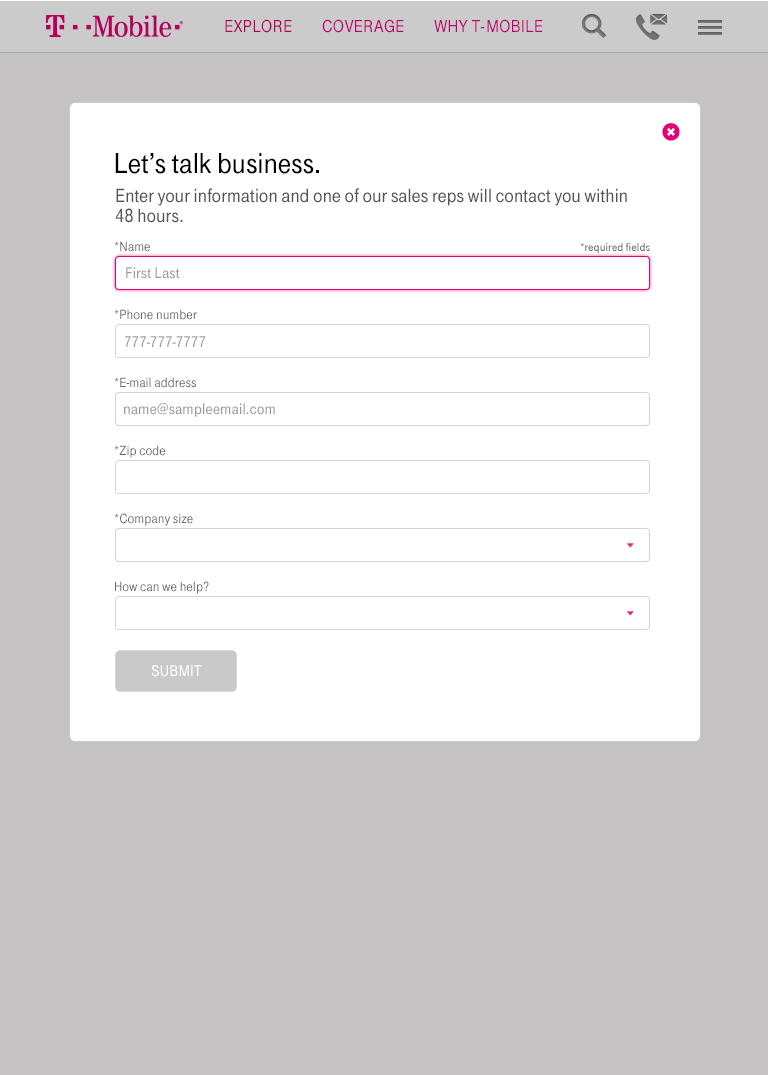 T · · Mobile · EXPLORE COVERAGE WHY T-MOBILE
Let’s talk business.
Enter your information and one of our sales reps will contact you within
48 hours.
*Name *required fields
First Last
*Phone number
777-777-7777
*E-mail address
name@sampleemail.com
*Zip code
*Company size
How can we help?
SUBMIT